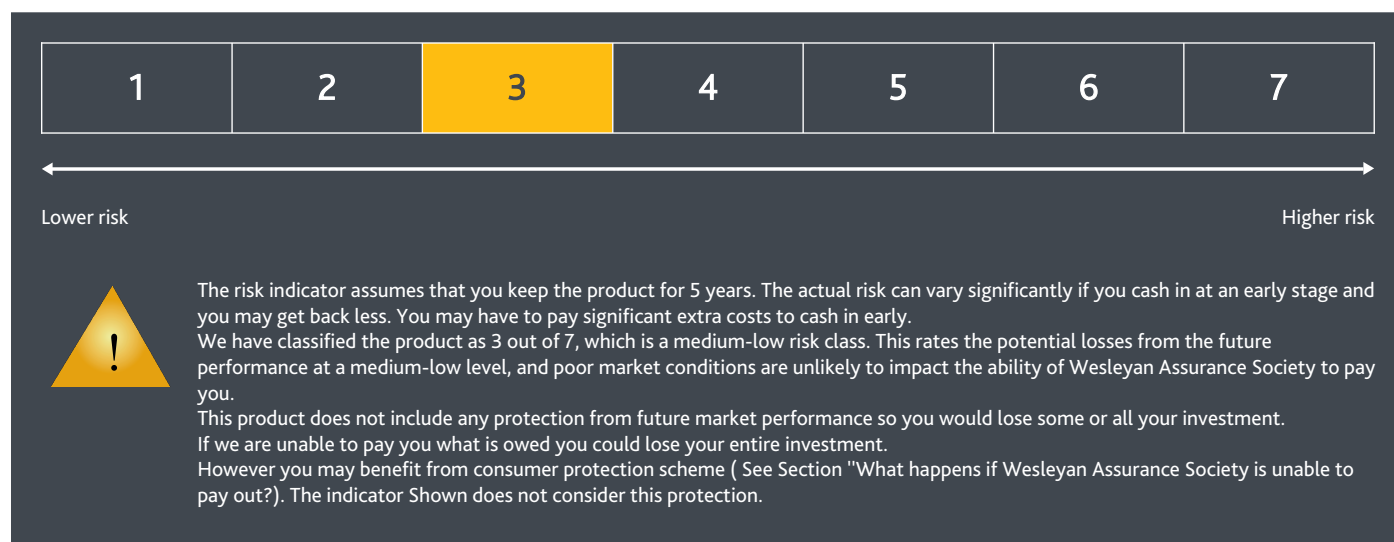 1 2 3 4 5 6 7
Lower risk Higher risk
!
The risk indicator assumes that you keep the product for 5 years. The actual risk can vary significantly if you cash in at an early stage and
you may get back less. You may have to pay significant extra costs to cash in early.
We have classified the product as 3 out of 7, which is a medium-low risk class. This rates the potential losses from the future
performance at a medium-low level, and poor market conditions are unlikely to impact the ability of Wesleyan Assurance Society to pay
you.
This product does not include any protection from future market performance so you would lose some or all your investment.
If we are unable to pay you what is owed you could lose your entire investment.
However you may benefit from consumer protection scheme ( See Section "What happens if Wesleyan Assurance Society is unable to
pay out?). The indicator Shown does not consider this protection.